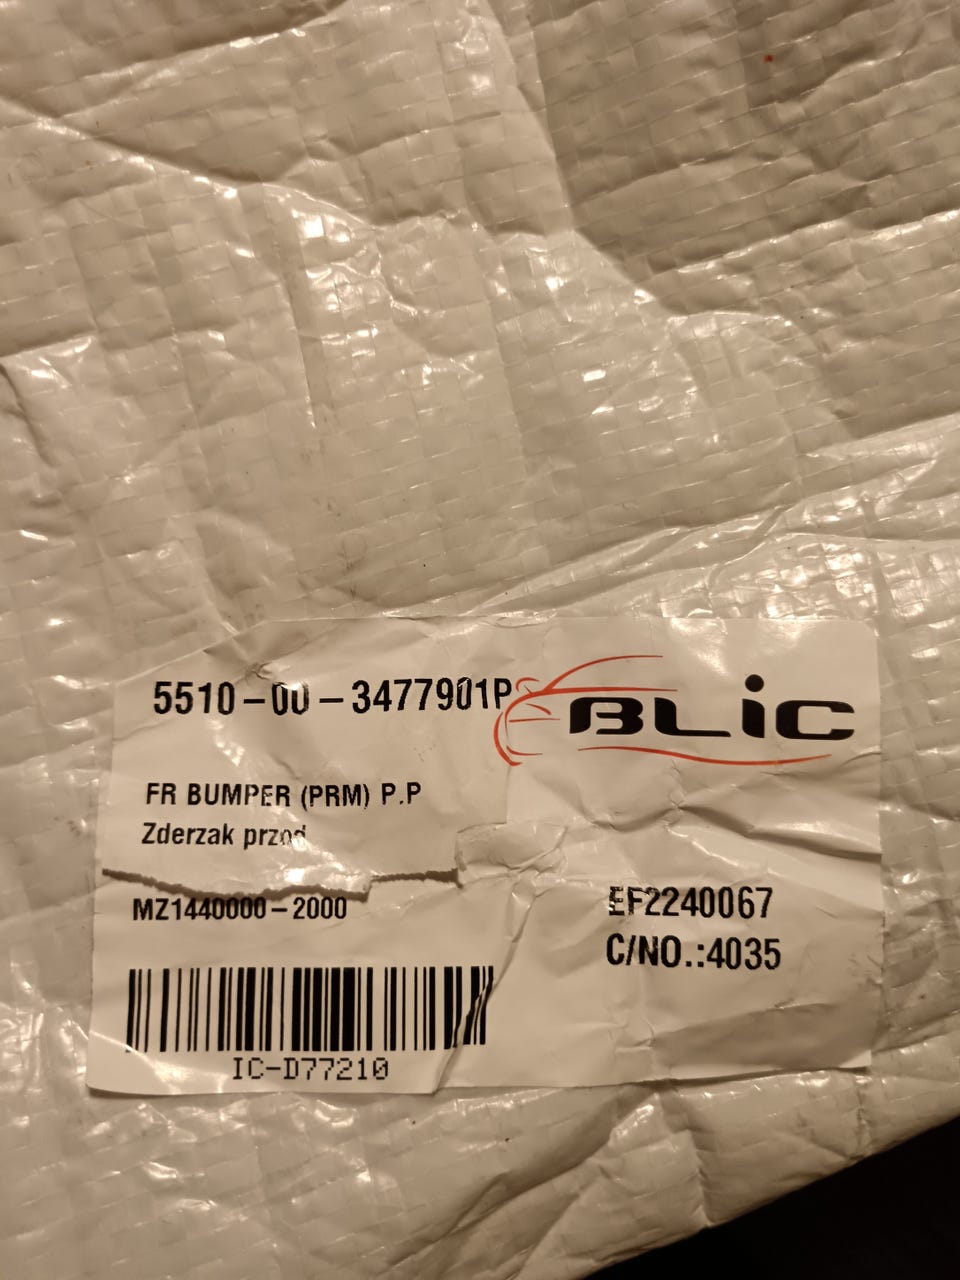 5510-00-3477901P
BLiC
FR BUMPER (PRM) P.P
Zderzak przod
MZ1440000-2000
EF2240067
C/NO.:4035
IC-D77210